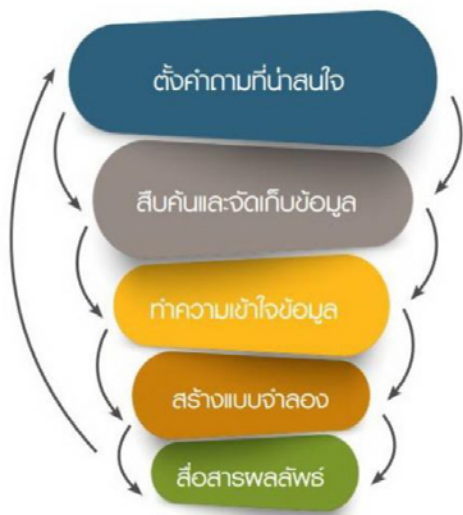 ตั้งคำถามที่น่าสนใจ
สืบค้นและจัดเก็บข้อมูล
ทำความเข้าใจข้อมูล
สร้างแบบจำลอง
สื่อสารผลลัพธ์